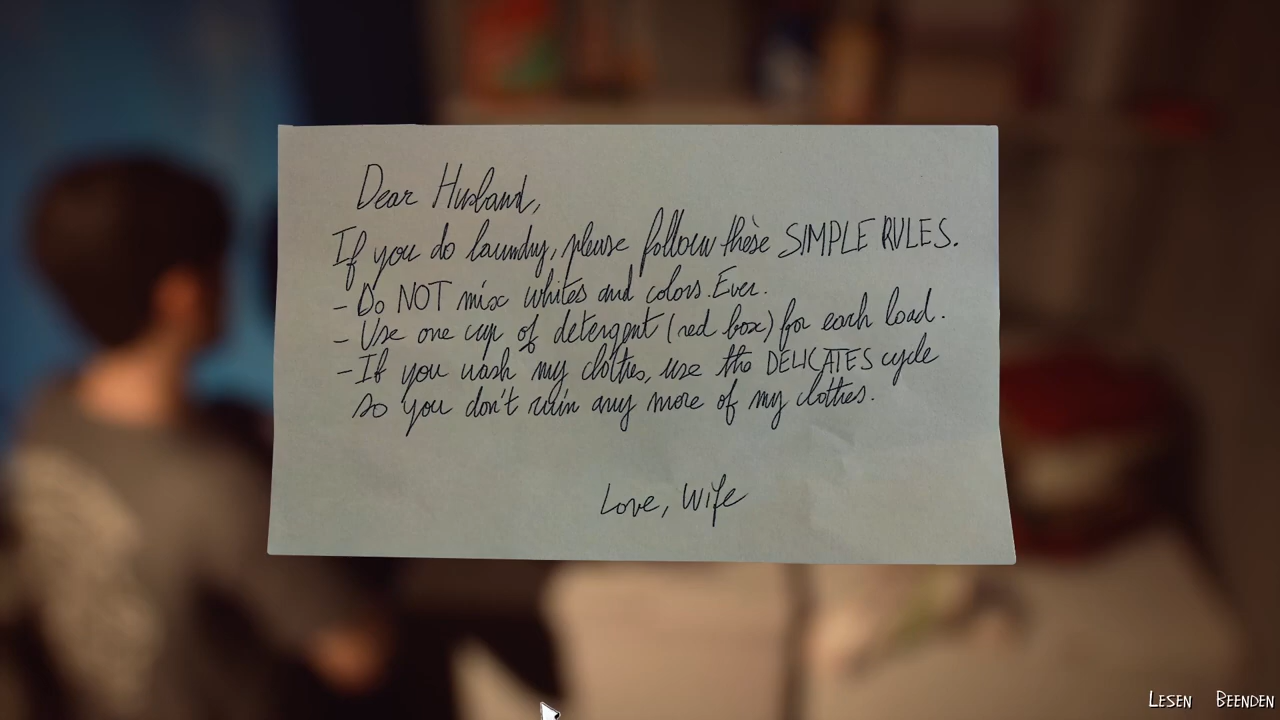 Dear Husband,
If you do laundry, please follow these SIMPLE RULES.
- Do NOT mix whites and colors. Ever.
- Use one cup of detergent (red box) for each load.
- If you wash my clothes, use the DELICATES cycle
so you don't ruin any more of my clothes.
Love, Wife
LESEN BEENDEN